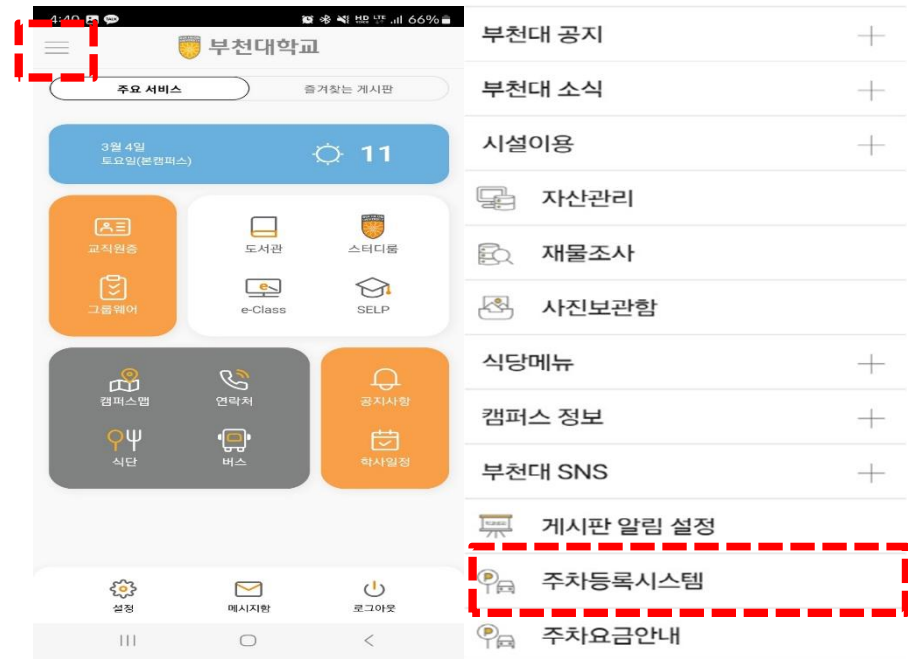 4:40
66%
부천대학교
주요 서비스
즐겨찾는 게시판
3월 4일
토요일(본캠퍼스)
11
교직원증
도서관
스터디룸
그룹웨어
e-Class
SELP
캠퍼스맵
연락처
공지사항
식단
버스
학사일정
설정
메시지함
로그아웃
부천대 공지
부천대 소식
시설이용
자산관리
재물조사
사진보관함
식당메뉴
캠퍼스 정보
부천대 SNS
게시판 알림 설정
주차등록시스템
주차요금안내